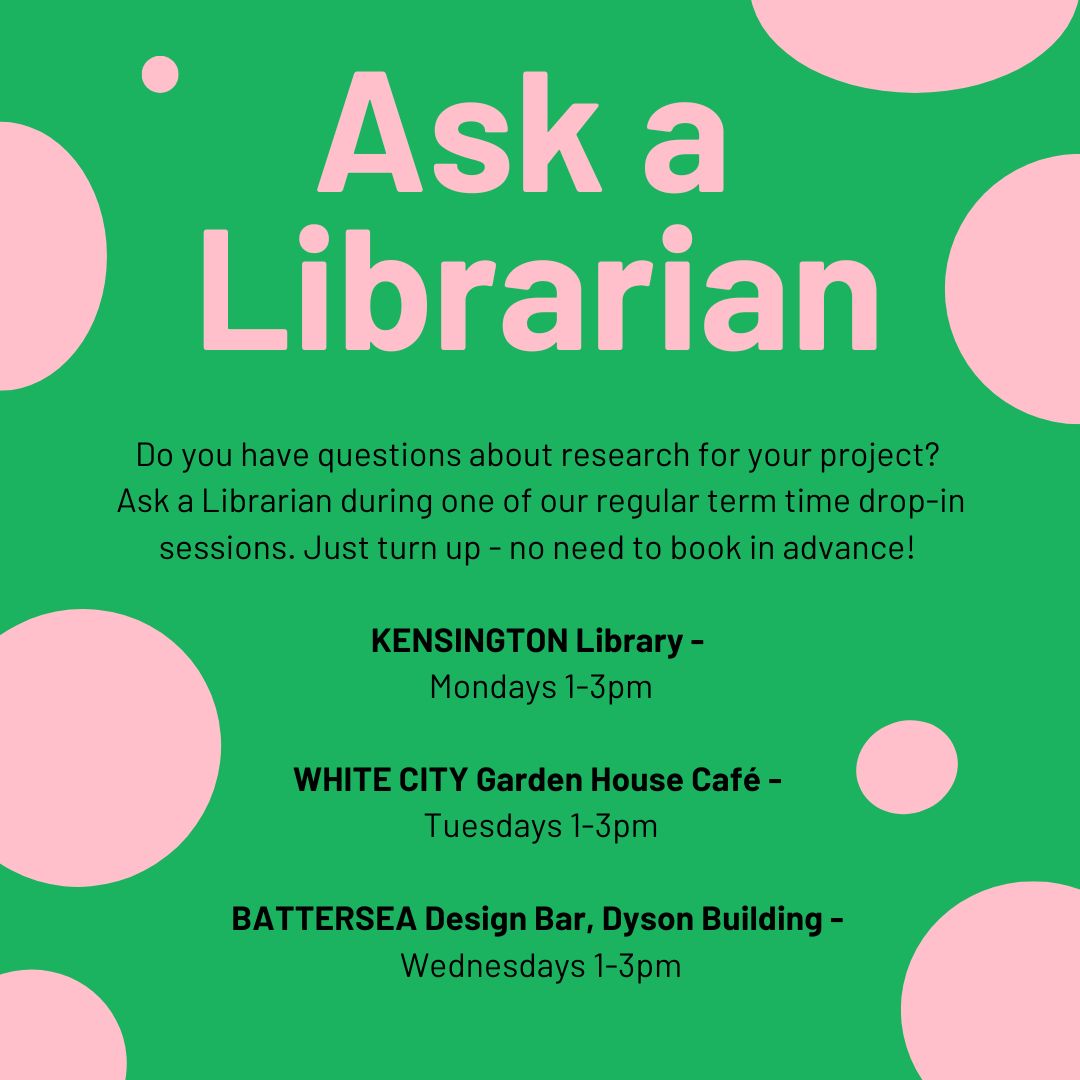 Ask a
Librarian
Do you have questions about research for your project?
Ask a Librarian during one of our regular term time drop-in
sessions. Just turn up - no need to book in advance!
KENSINGTON Library -
Mondays 1-3pm
WHITE CITY Garden House Café -
Tuesdays 1-3pm
BATTERSEA Design Bar, Dyson Building -
Wednesdays 1-3pm